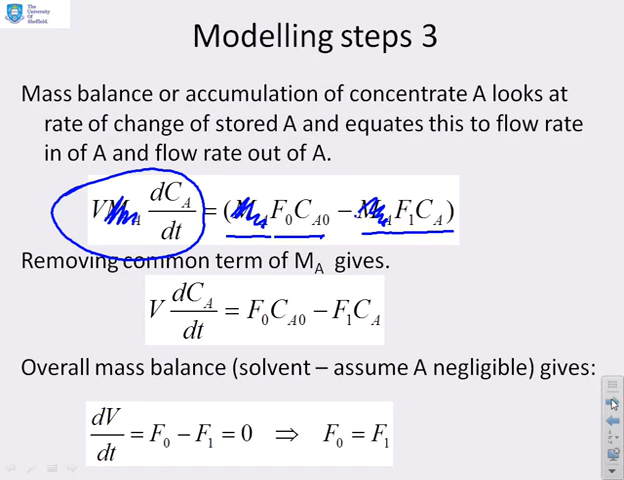 The
University
Of
Sheffield.
Modelling steps 3
Mass balance or accumulation of concentrate A looks at
rate of change of stored A and equates this to flow rate
in of A and flow rate out of A.
V M_A dC_A/dt = (M_A F_0 C_A0 − M_A F_1 C_A)
Removing common term of M_A gives.
V dC_A/dt = F_0 C_A0 − F_1 C_A
Overall mass balance (solvent – assume A negligible) gives:
dV/dt = F_0 − F_1 = 0 ⇒ F_0 = F_1